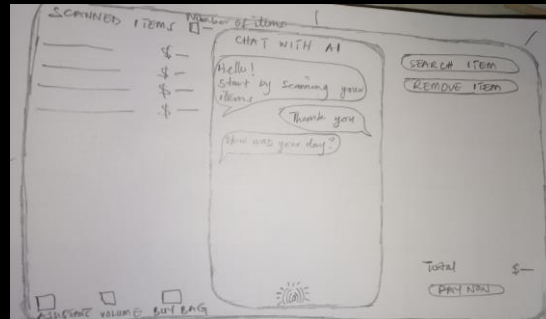 SCANNED ITEMS Number of items
$ —
$ —
$ —
$ —
CHAT WITH AI
Hello!
Start by scanning your
items
Thank you
How was your day?
SEARCH ITEM
REMOVE ITEM
Total $—
PAY NOW
ASSISTANT VOLUME BUY BAG